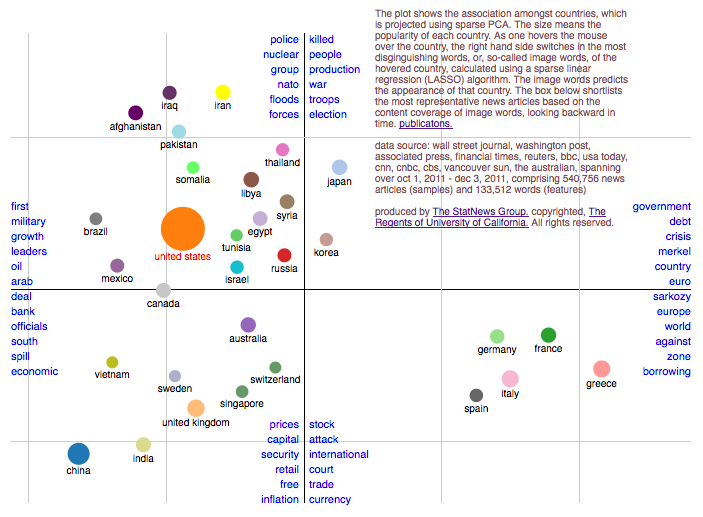 The plot shows the association amongst countries, which
is projected using sparse PCA. The size means the
popularity of each country. As one hovers the mouse
over the country, the right hand side switches in the most
disginguishing words, or, so-called image words, of the
hovered country, calculated using a sparse linear
regression (LASSO) algorithm. The image words predicts
the appearance of that country. The box below shortlists
the most representative news articles based on the
content coverage of image words, looking backward in
time. publicatons.
data source: wall street journal, washington post,
associated press, financial times, reuters, bbc, usa today,
cnn, cnbc, cbs, vancouver sun, the australian, spanning
over oct 1, 2011 - dec 3, 2011, comprising 540,756 news
articles (samples) and 133,512 words (features)
produced by The StatNews Group. copyrighted, The
Regents of University of California. All rights reserved.
police killed
nuclear people
group production
nato war
floods troops
forces election
iraq
iran
afghanistan
pakistan
thailand
somalia
japan
libya
syria
brazil
egypt
tunisia
united states
korea
russia
mexico
israel
canada
first
military
growth
leaders
oil
arab
deal
bank
officials
south
spill
economic
government
debt
crisis
merkel
country
euro
sarkozy
europe
world
against
zone
borrowing
australia
germany
france
vietnam
switzerland
sweden
greece
italy
singapore
spain
united kingdom
india
china
prices stock
capital attack
security international
retail court
free trade
inflation currency